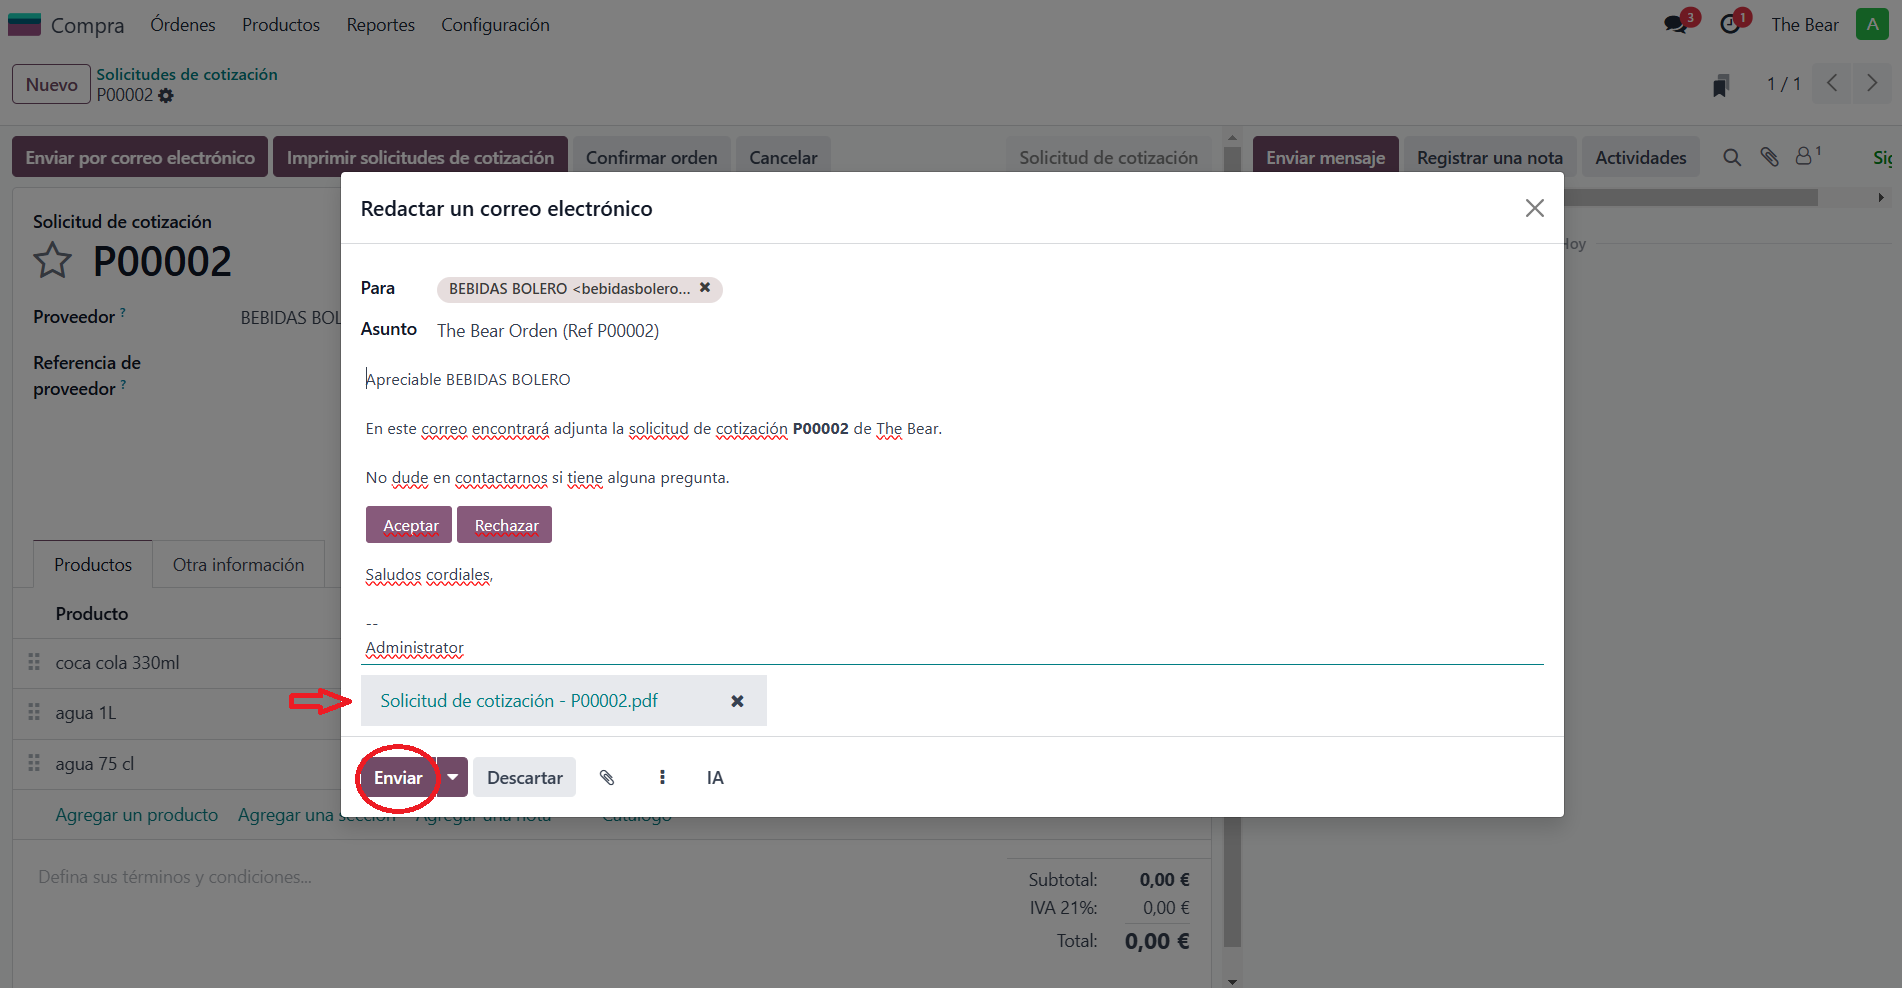 Compra Órdenes Productos Reportes Configuración 3 1 The Bear A
Nuevo Solicitudes de cotización
P00002 1 / 1
Enviar por correo electrónico Imprimir solicitudes de cotización Confirmar orden Cancelar Solicitud de cotización Enviar mensaje Registrar una nota Actividades 1
Solicitud de cotización
P00002
Proveedor ? BEBIDAS BOL
Referencia de
proveedor ?
Productos Otra información
Producto
coca cola 330ml
agua 1L
agua 75 cl
Agregar un producto Agregar una sección Agregar una nota Catálogo
Defina sus términos y condiciones...
Subtotal: 0,00 €
IVA 21%: 0,00 €
Total: 0,00 €
Hoy
Redactar un correo electrónico
Para BEBIDAS BOLERO <bebidasbolero...
Asunto The Bear Orden (Ref P00002)
Apreciable BEBIDAS BOLERO
En este correo encontrará adjunta la solicitud de cotización P00002 de The Bear.
No dude en contactarnos si tiene alguna pregunta.
Aceptar Rechazar
Saludos cordiales,
--
Administrator
Solicitud de cotización - P00002.pdf
Enviar Descartar IA